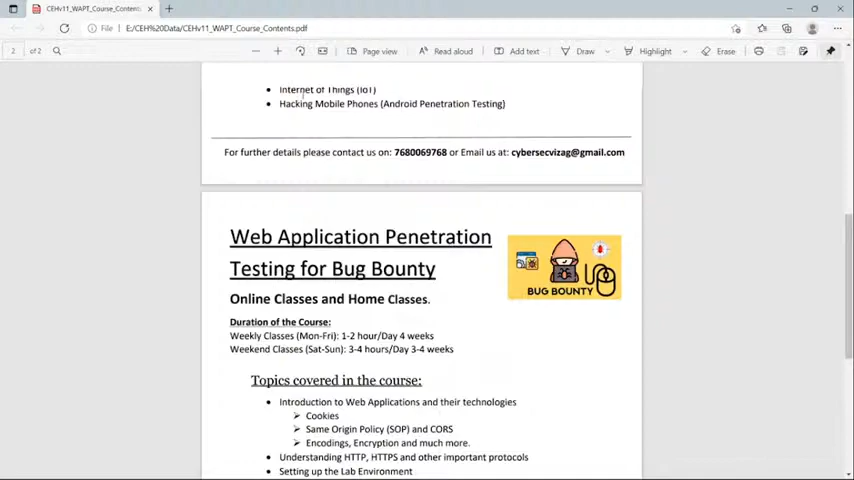 CEHv11_WAPT_Course_Contents.pdf
File
E:/CEH%20Data/CEHv11_WAPT_Course_Contents.pdf
2 of 2
Page view
Read aloud
Add text
Draw
Highlight
Erase
• Internet of Things (IoT)
• Hacking Mobile Phones (Android Penetration Testing)
For further details please contact us on: 7680069768 or Email us at: cybersecvizag@gmail.com
Web Application Penetration
Testing for Bug Bounty
BUG BOUNTY
Online Classes and Home Classes.
Duration of the Course:
Weekly Classes (Mon-Fri): 1-2 hour/Day 4 weeks
Weekend Classes (Sat-Sun): 3-4 hours/Day 3-4 weeks
Topics covered in the course:
• Introduction to Web Applications and their technologies
➢ Cookies
➢ Same Origin Policy (SOP) and CORS
➢ Encodings, Encryption and much more.
• Understanding HTTP, HTTPS and other important protocols
• Setting up the Lab Environment